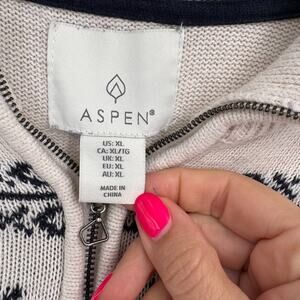 ASPEN®
US: XL
CA: XL/TG
UK: XL
EU: XL
AU: XL
MADE IN
CHINA